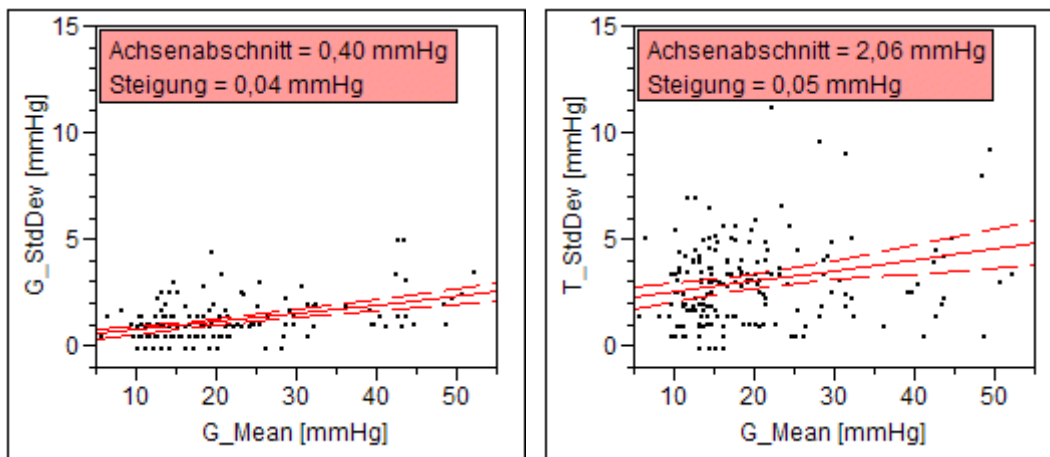 15
10
5
0
G_StdDev [mmHg]
Achsenabschnitt = 0,40 mmHg
Steigung = 0,04 mmHg
10 20 30 40 50
G_Mean [mmHg]
15
10
5
0
T_StdDev [mmHg]
Achsenabschnitt = 2,06 mmHg
Steigung = 0,05 mmHg
10 20 30 40 50
G_Mean [mmHg]